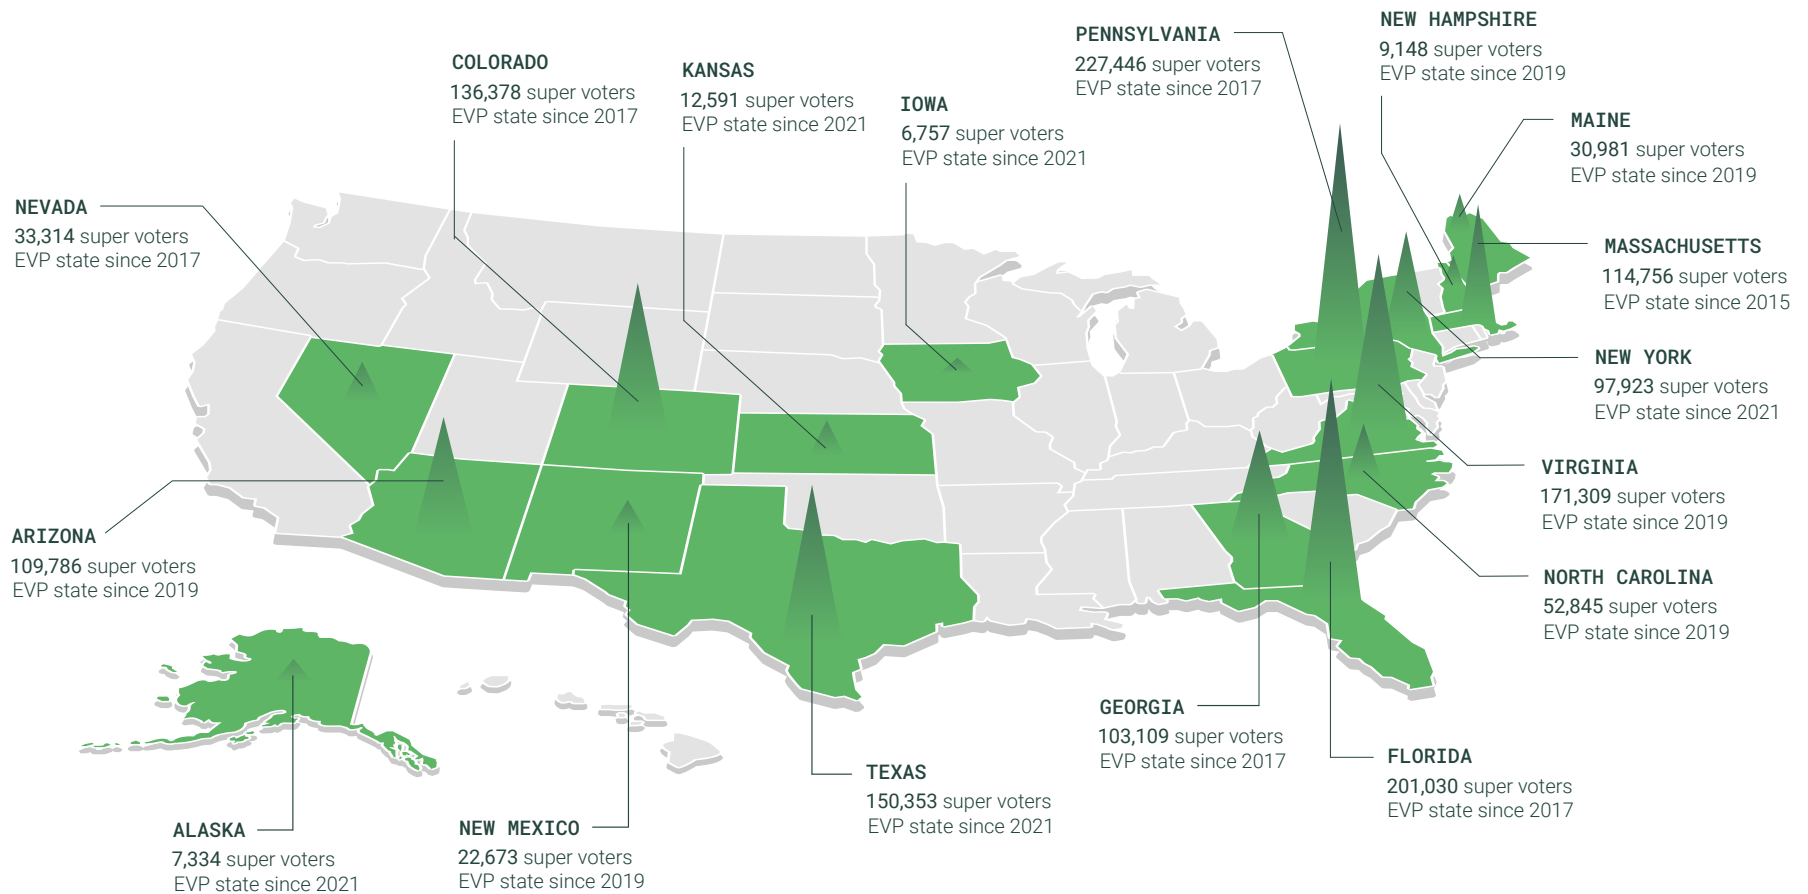 NEW HAMPSHIRE
9,148 super voters
EVP state since 2019
PENNSYLVANIA
227,446 super voters
EVP state since 2017
COLORADO
136,378 super voters
EVP state since 2017
KANSAS
12,591 super voters
EVP state since 2021
IOWA
6,757 super voters
EVP state since 2021
MAINE
30,981 super voters
EVP state since 2019
NEVADA
33,314 super voters
EVP state since 2017
MASSACHUSETTS
114,756 super voters
EVP state since 2015
NEW YORK
97,923 super voters
EVP state since 2021
VIRGINIA
171,309 super voters
EVP state since 2019
ARIZONA
109,786 super voters
EVP state since 2019
NORTH CAROLINA
52,845 super voters
EVP state since 2019
GEORGIA
103,109 super voters
EVP state since 2017
FLORIDA
201,030 super voters
EVP state since 2017
TEXAS
150,353 super voters
EVP state since 2021
ALASKA
7,334 super voters
EVP state since 2021
NEW MEXICO
22,673 super voters
EVP state since 2019